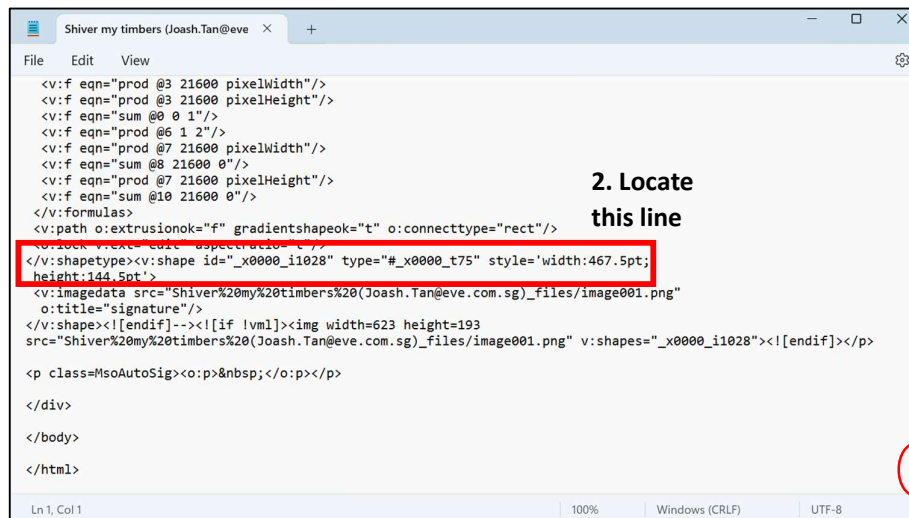 Shiver my timbers (Joash.Tan@eve
File Edit View
<v:f eqn="prod @3 21600 pixelWidth"/>
<v:f eqn="prod @3 21600 pixelHeight"/>
<v:f eqn="sum @0 0 1"/>
<v:f eqn="prod @6 1 2"/>
<v:f eqn="prod @7 21600 pixelWidth"/>
<v:f eqn="sum @8 21600 0"/>
<v:f eqn="prod @7 21600 pixelHeight"/>
<v:f eqn="sum @10 21600 0"/>
</v:formulas>
<v:path o:extrusionok="f" gradientshapeok="t" o:connecttype="rect"/>
<o:lock v:ext="edit" aspectratio="t"/>
</v:shapetype><v:shape id="_x0000_i1028" type="#_x0000_t75" style='width:467.5pt;
height:144.5pt'>
<v:imagedata src="Shiver%20my%20timbers%20(Joash.Tan@eve.com.sg)_files/image001.png"
o:title="signature"/>
</v:shape><![endif]--><![if !vml]><img width=623 height=193
src="Shiver%20my%20timbers%20(Joash.Tan@eve.com.sg)_files/image001.png" v:shapes="_x0000_i1028"><![endif]></p>
<p class=MsoAutoSig><o:p>&nbsp;</o:p></p>
</div>
</body>
</html>
2. Locate
this line
Ln 1, Col 1 100% Windows (CRLF) UTF-8